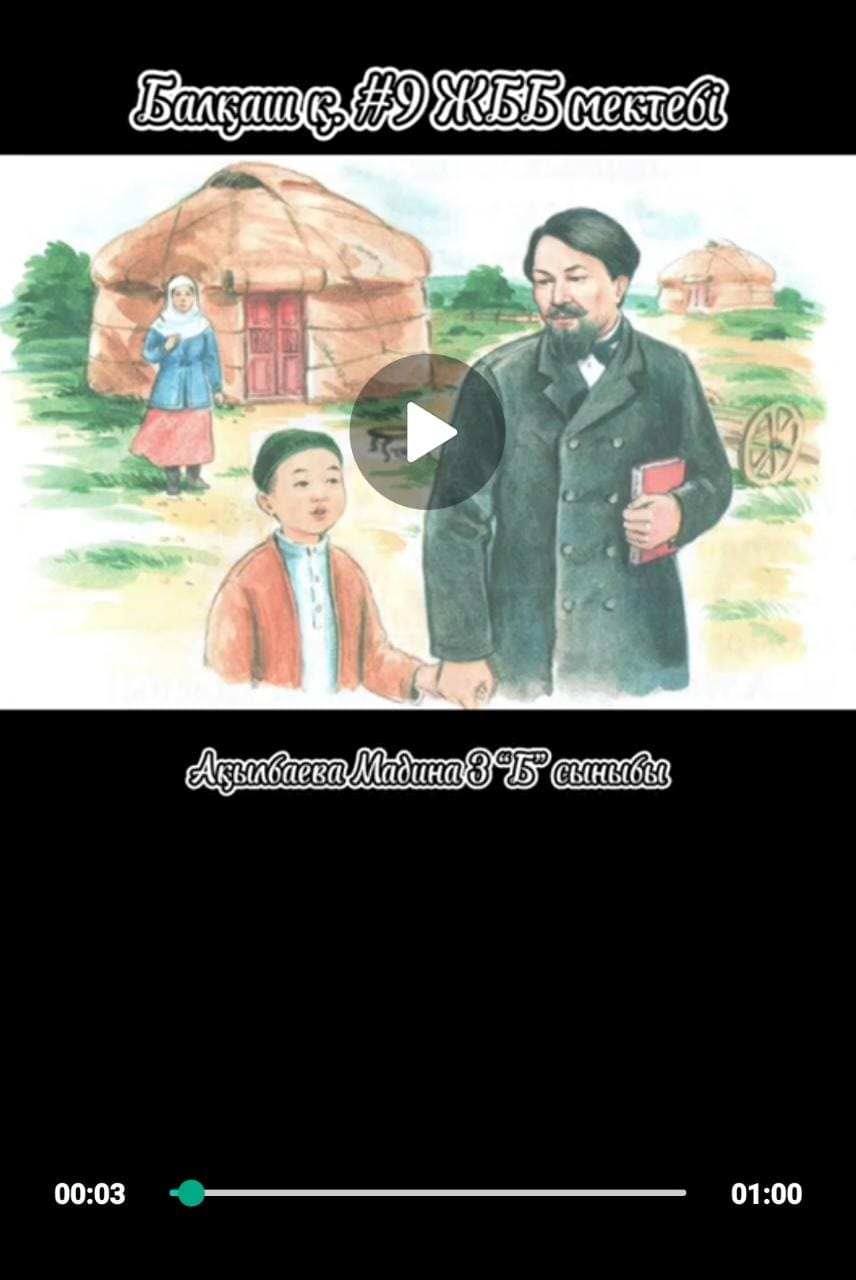 Балқаш қ. #9 ЖББ мектебі
Ақылбаева Мадина 3 “Б” сыныбы
00:03
01:00